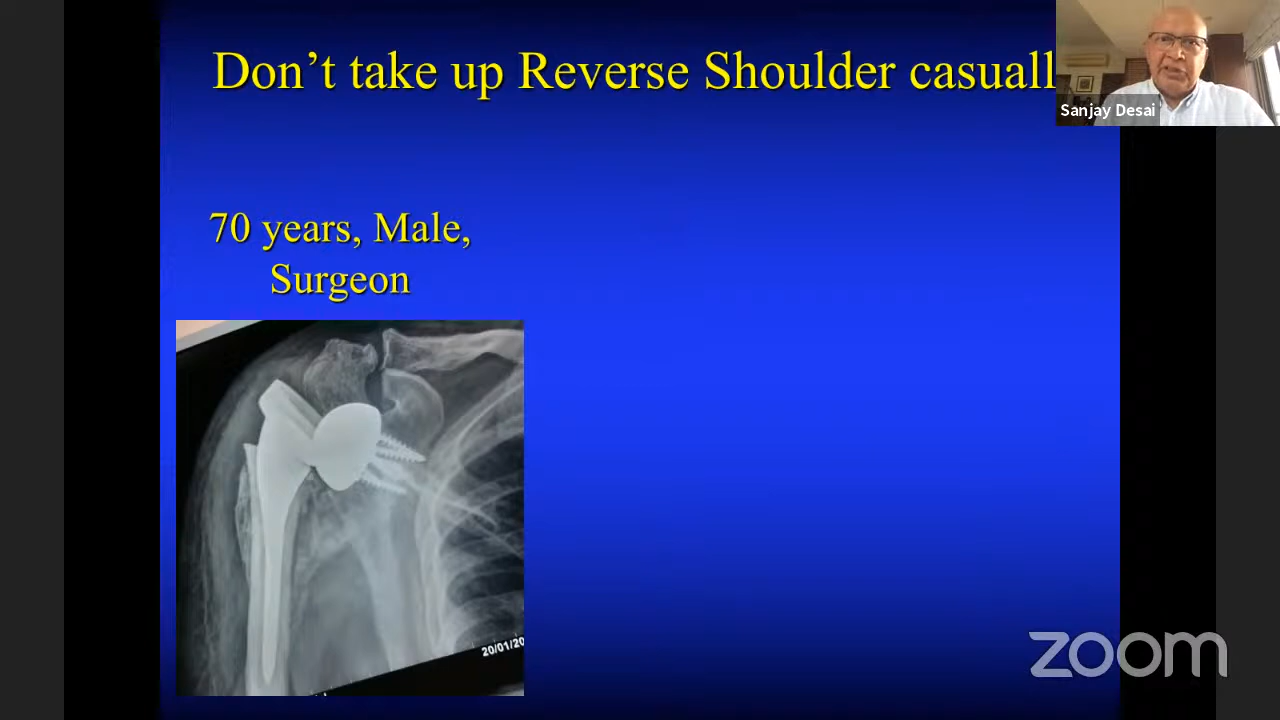 Don't take up Reverse Shoulder casuall
Sanjay Desai
70 years, Male,
Surgeon
20/01/20
zoom